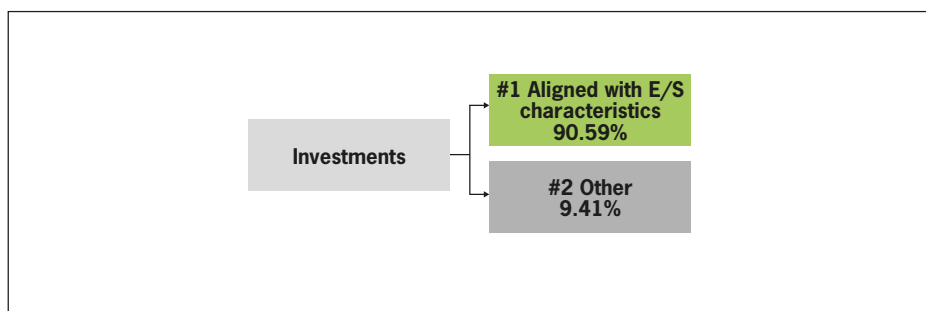 Investments
#1 Aligned with E/S
characteristics
90.59%
#2 Other
9.41%